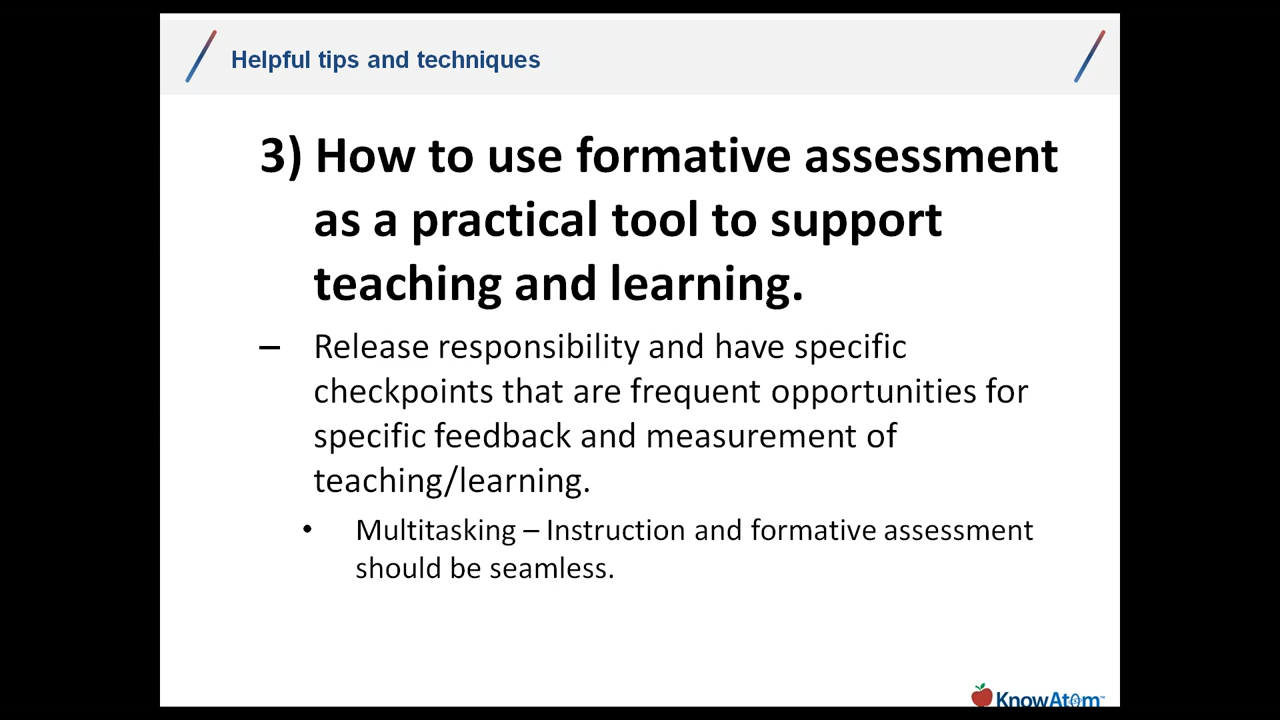 Helpful tips and techniques
3) How to use formative assessment
as a practical tool to support
teaching and learning.
– Release responsibility and have specific
checkpoints that are frequent opportunities for
specific feedback and measurement of
teaching/learning.
• Multitasking – Instruction and formative assessment
should be seamless.
KnowAtom™